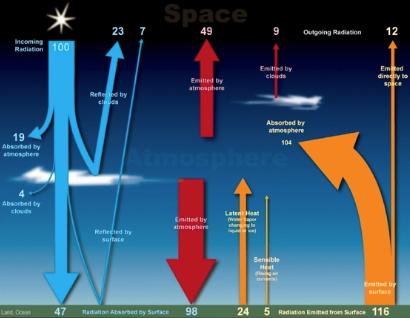 Space
23
7
49
9
Outgoing Radiation
12
Incoming
Radiation
100
Reflected by
clouds
Emitted by
atmosphere
Emitted
by clouds
Emitted
directly to
space
19
Absorbed by
atmosphere
Absorbed by
atmosphere
104
Atmosphere
4
Absorbed by
clouds
Reflected by
surface
Emitted by
atmosphere
Latent Heat
(Water vapor
changing to
liquid or ice)
Sensible
Heat
(Rising air
currents)
Emitted by
surface
Land, Ocean
47
Radiation Absorbed by Surface
98
24
5
Radiation Emitted from Surface
116